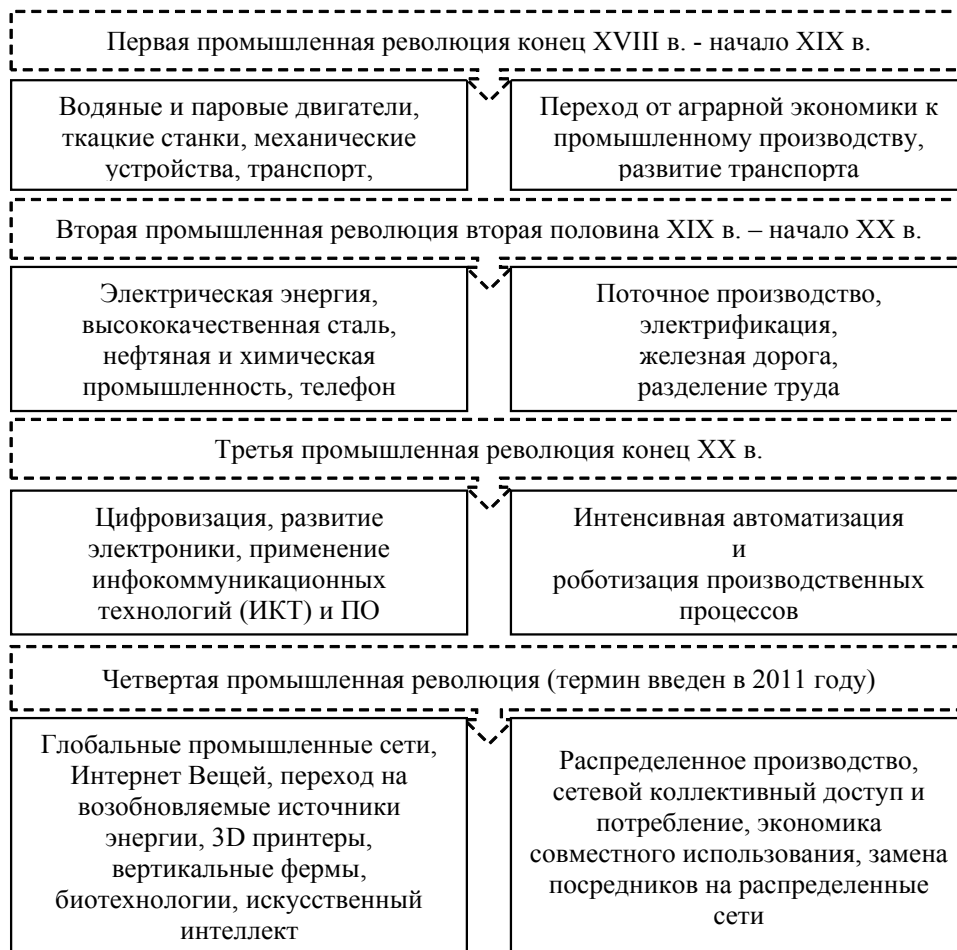 Первая промышленная революция конец XVIII в. - начало XIX в.
Водяные и паровые двигатели,
ткацкие станки, механические
устройства, транспорт,
Переход от аграрной экономики к
промышленному производству,
развитие транспорта
Вторая промышленная революция вторая половина XIX в. – начало XX в.
Электрическая энергия,
высококачественная сталь,
нефтяная и химическая
промышленность, телефон
Поточное производство,
электрификация,
железная дорога,
разделение труда
Третья промышленная революция конец XX в.
Цифровизация, развитие
электроники, применение
инфокоммуникационных
технологий (ИКТ) и ПО
Интенсивная автоматизация
и
роботизация производственных
процессов
Четвертая промышленная революция (термин введен в 2011 году)
Глобальные промышленные сети,
Интернет Вещей, переход на
возобновляемые источники
энергии, 3D принтеры,
вертикальные фермы,
биотехнологии, искусственный
интеллект
Распределенное производство,
сетевой коллективный доступ и
потребление, экономика
совместного использования, замена
посредников на распределенные
сети